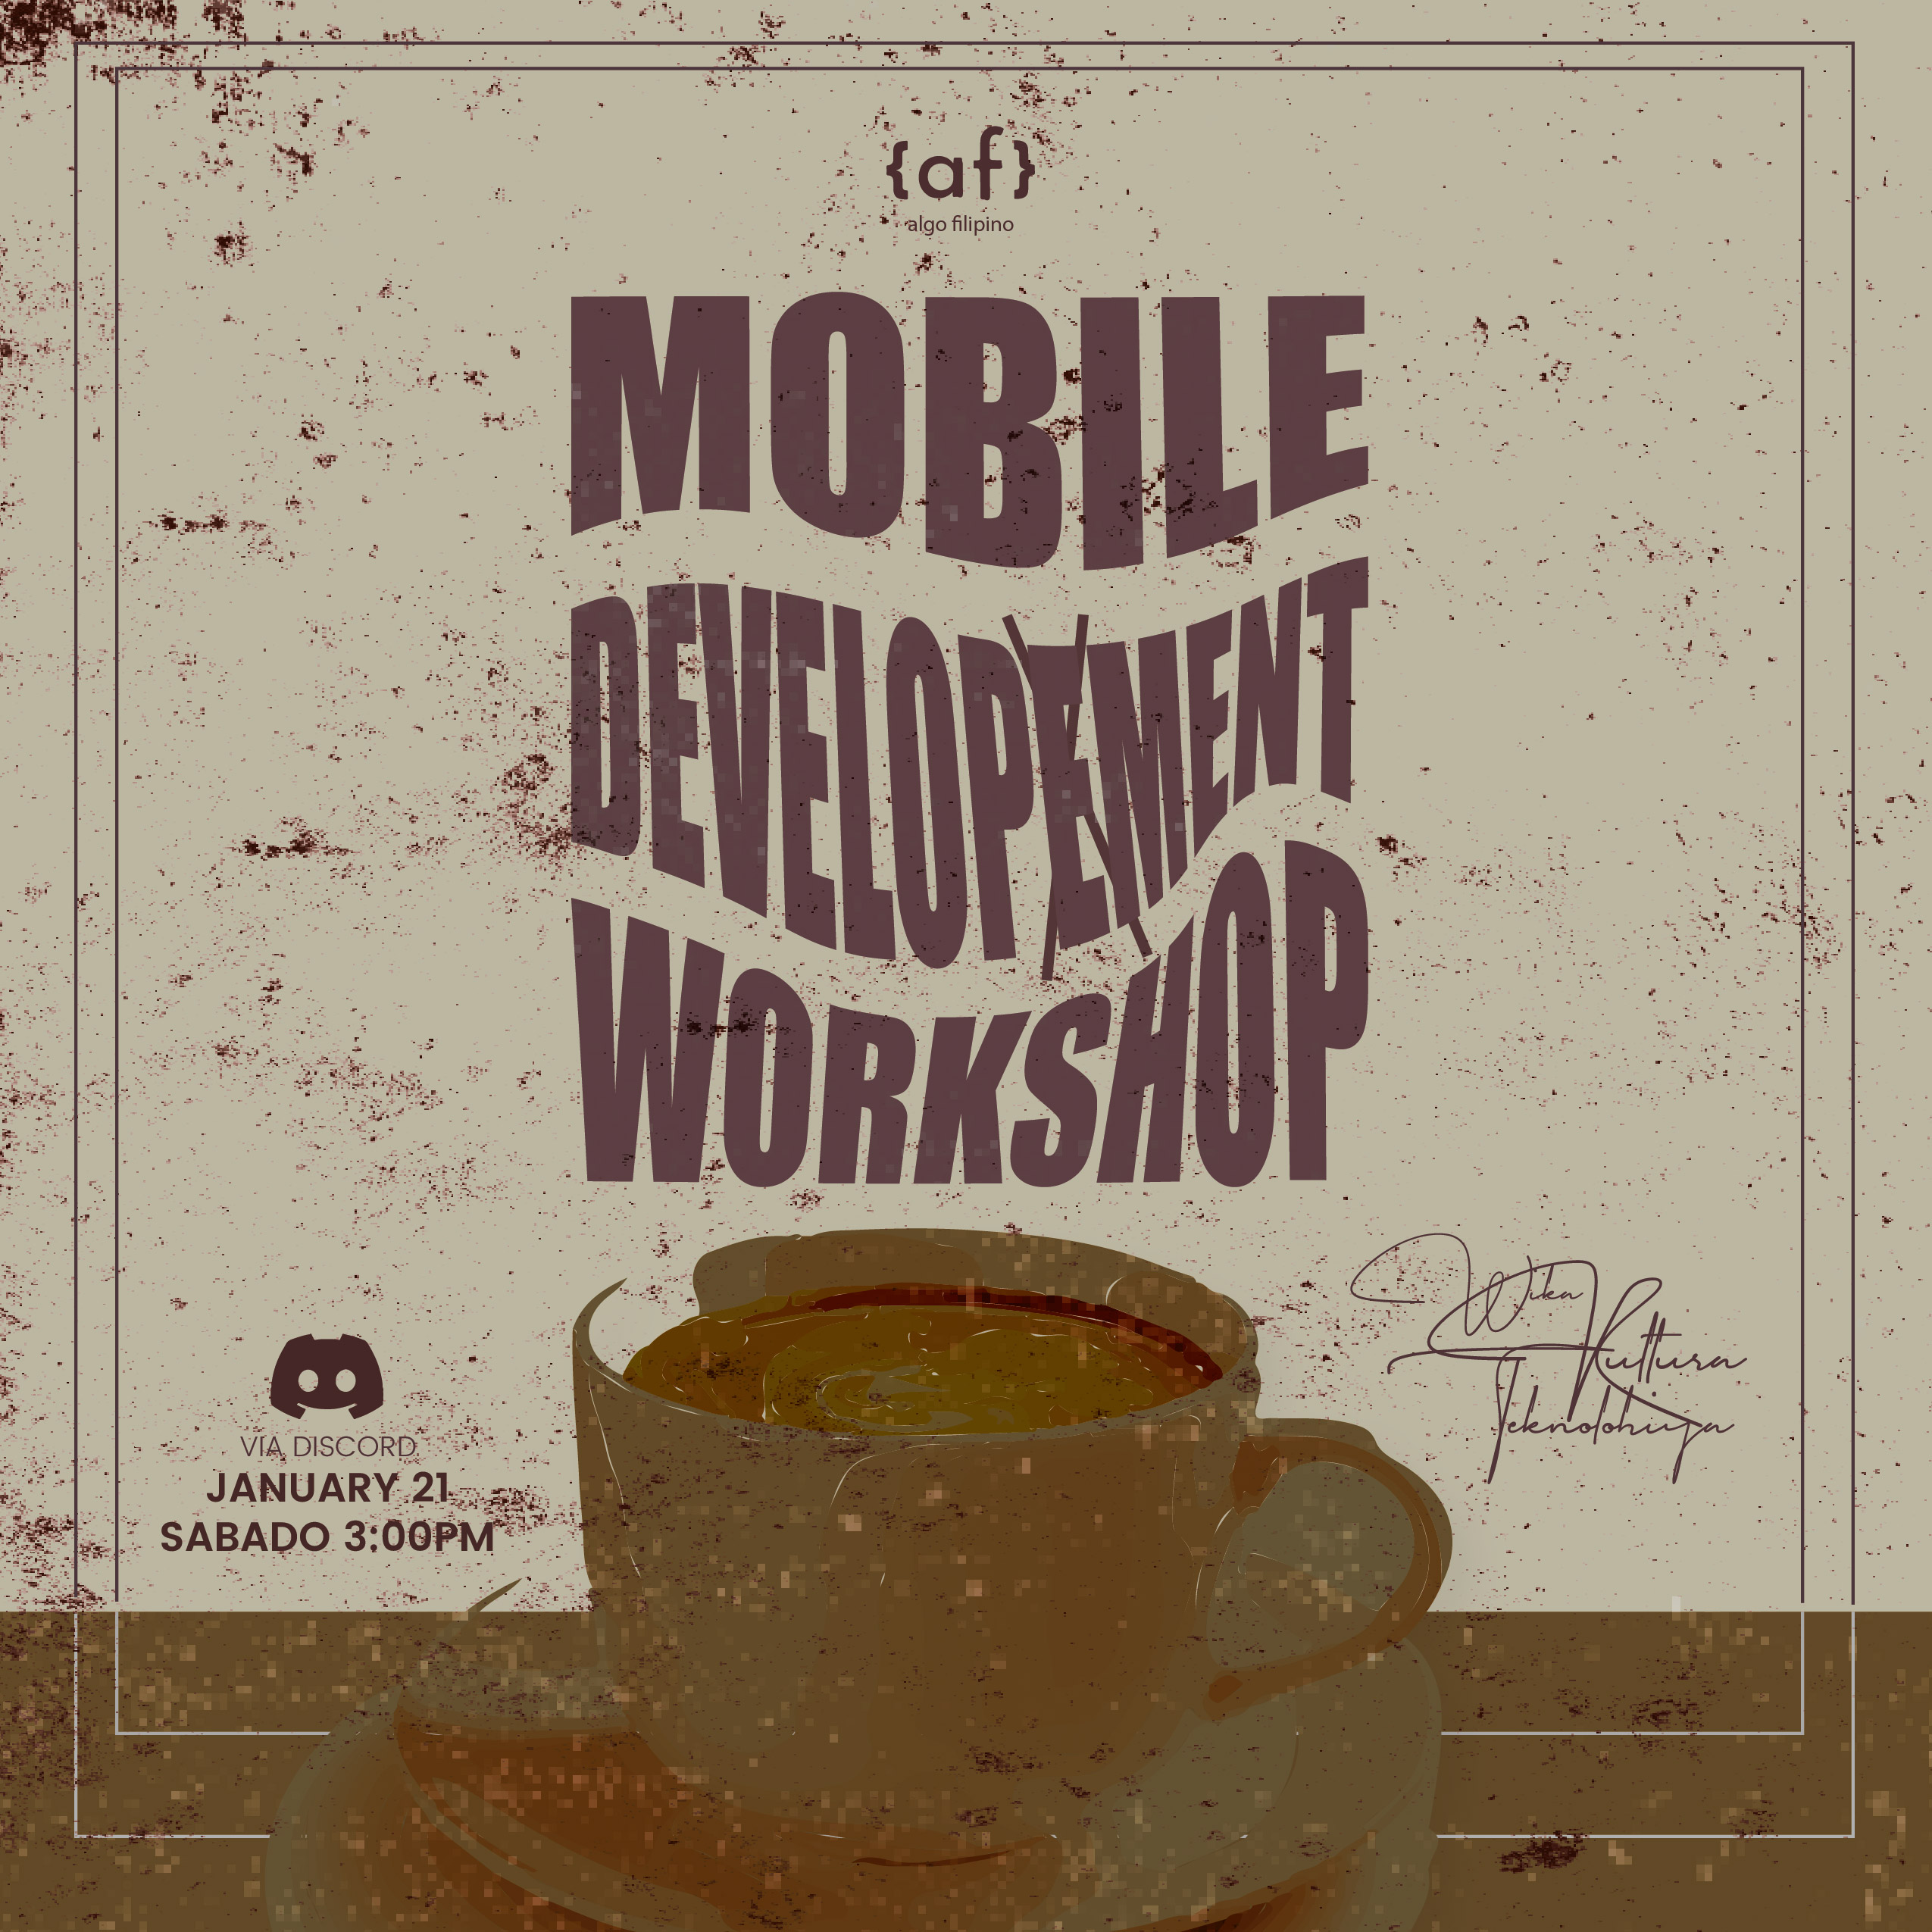 {af}
algo filipino
MOBILE
DEVELOPEMENT
WORKSHOP
Wika
Kultura
Teknolohiya
VIA DISCORD
JANUARY 21
SABADO 3:00PM